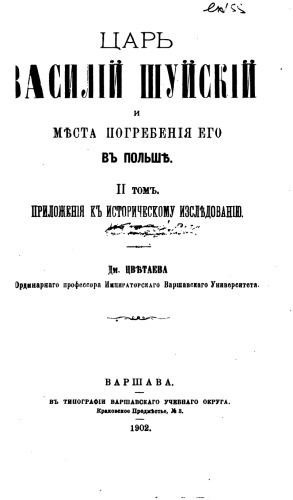 ЦАРЬ
ВАСИЛІЙ ШУЙСКІЙ
и
МѢСТА ПОГРЕБЕНІЯ ЕГО
ВЪ ПОЛЬШѢ.
II ТОМЪ.
ПРИЛОЖЕНІЯ КЪ ИСТОРИЧЕСКОМУ ИЗСЛѢДОВАНІЮ.
Дм. ЦВѢТАЕВА
Ординарнаго профессора Императорскаго Варшавскаго Университета.
ВАРШАВА.
ВЪ ТИПОГРАФІИ ВАРШАВСКАГО УЧЕБНАГО ОКРУГА.
Краковское Предмѣстье, № 3.
1902.